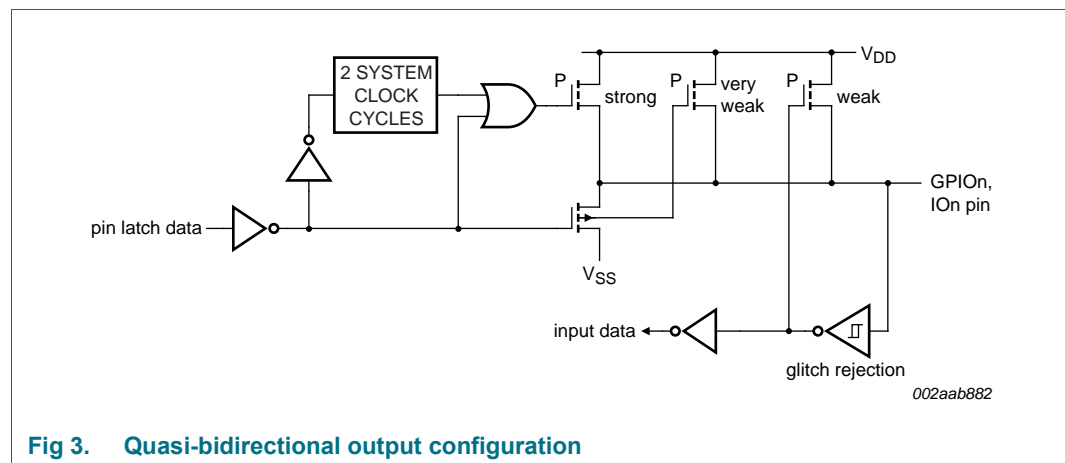 2 SYSTEM
CLOCK
CYCLES
P
strong
P
very
weak
P
weak
VDD
GPIOn,
IOn pin
pin latch data
VSS
input data
glitch rejection
002aab882
Fig 3. Quasi-bidirectional output configuration